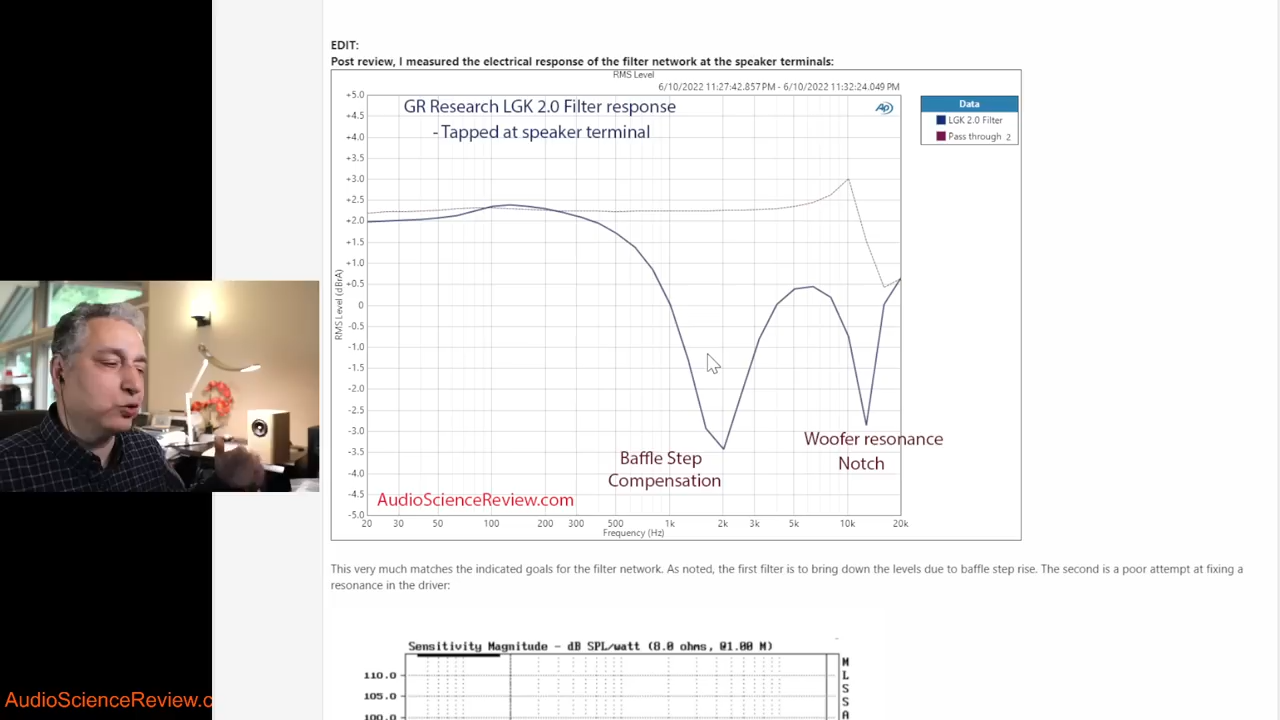 EDIT:
Post review, I measured the electrical response of the filter network at the speaker terminals:
RMS Level
6/10/2022 11:27:42.857 PM - 6/10/2022 11:32:24.049 PM
GR Research LGK 2.0 Filter response
- Tapped at speaker terminal
AP
Data
LGK 2.0 Filter
Pass through 2
RMS Level (dBrA)
+5.0
+4.5
+4.0
+3.5
+3.0
+2.5
+2.0
+1.5
+1.0
+0.5
0
-0.5
-1.0
-1.5
-2.0
-2.5
-3.0
-3.5
-4.0
-4.5
-5.0
Baffle Step
Compensation
Woofer resonance
Notch
AudioScienceReview.com
20 30 50 100 200 300 500 1k 2k 3k 5k 10k 20k
Frequency (Hz)
This very much matches the indicated goals for the filter network. As noted, the first filter is to bring down the levels due to baffle step rise. The second is a poor attempt at fixing a
resonance in the driver:
Sensitivity Magnitude - dB SPL/watt (8.0 ohms, @1.00 M)
110.0
105.0
100.0
M
L
S
S
A
AudioScienceReview.c